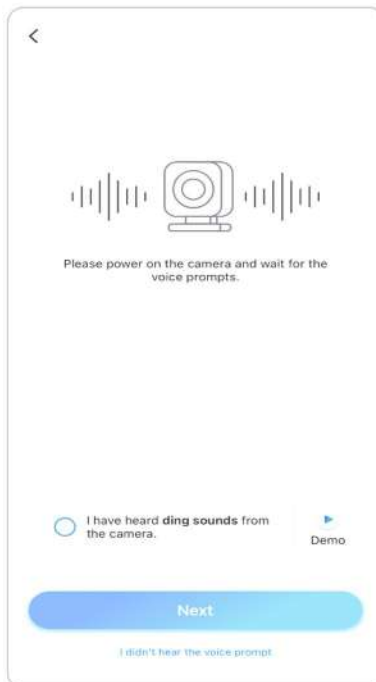 Please power on the camera and wait for the
voice prompts.
I have heard ding sounds from
the camera.
Demo
Next
I didn't hear the voice prompt